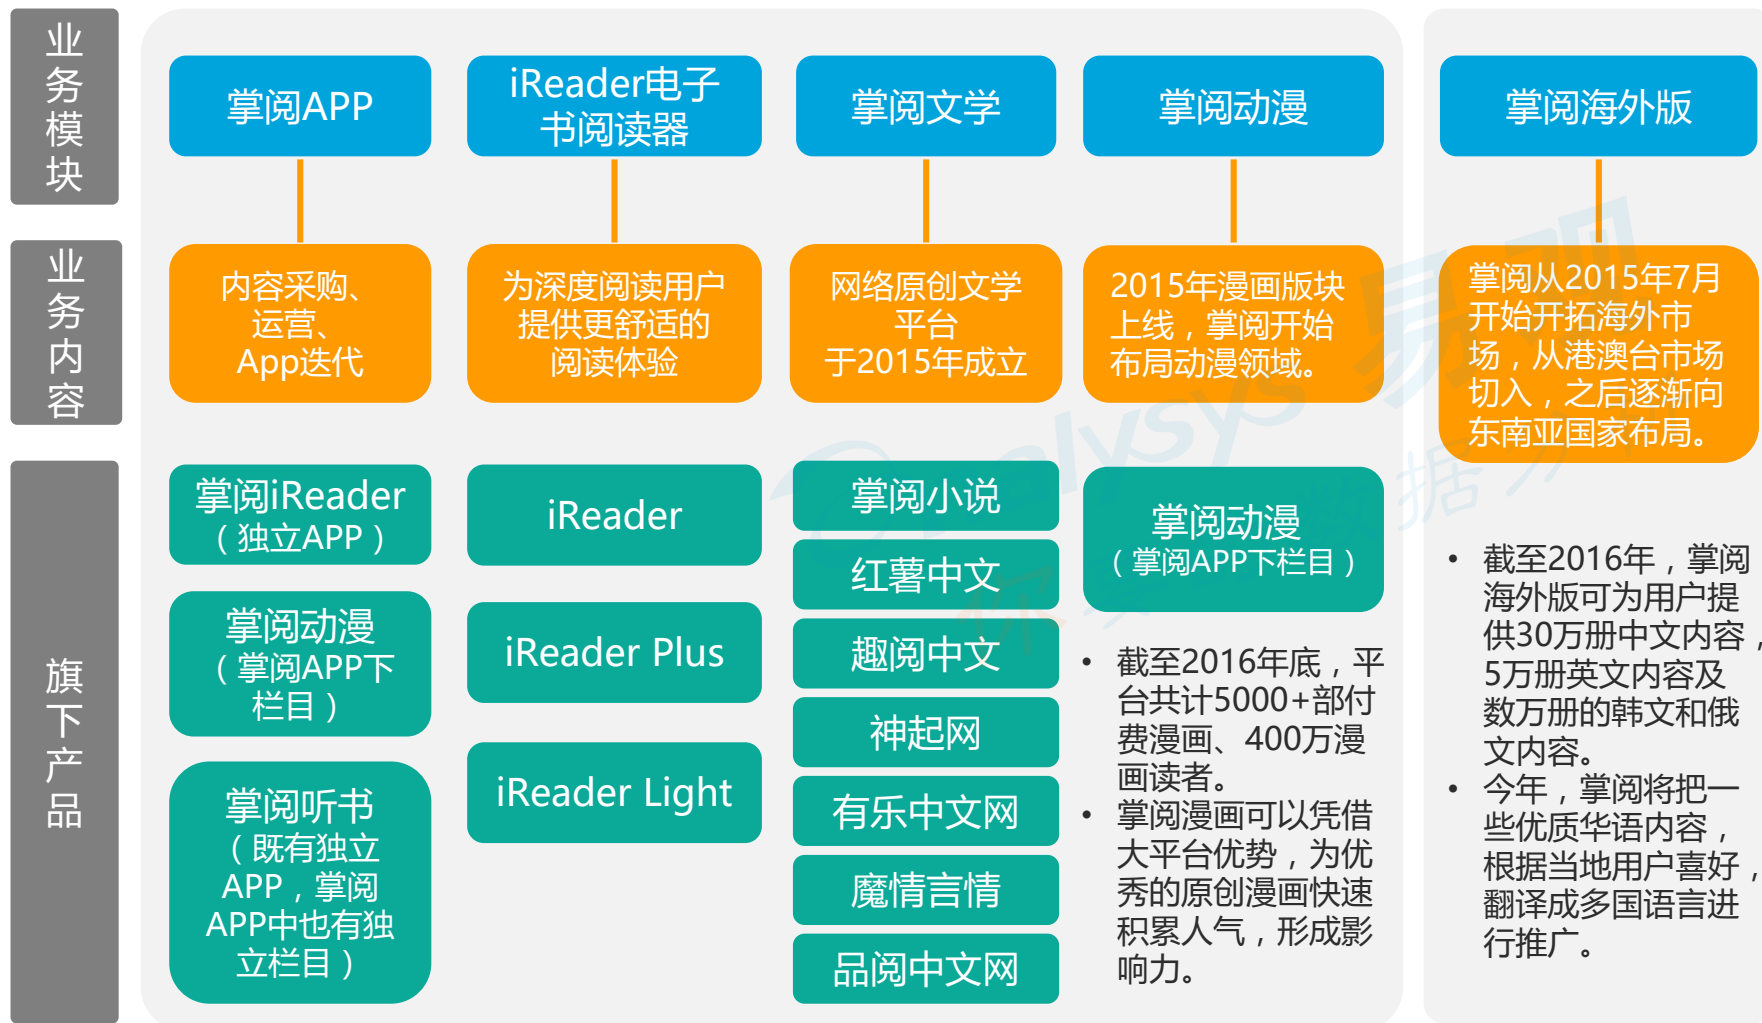 业务模块
掌阅APP
iReader电子
书阅读器
掌阅文学
掌阅动漫
掌阅海外版
业务内容
内容采购、
运营、
App迭代
为深度阅读用户
提供更舒适的
阅读体验
网络原创文学
平台
于2015年成立
2015年漫画版块
上线，掌阅开始
布局动漫领域。
掌阅从2015年7月
开始开拓海外市
场，从港澳台市场
切入，之后逐渐向
东南亚国家布局。
旗下产品
掌阅iReader
（独立APP）
掌阅动漫
（掌阅APP下
栏目）
掌阅听书
（既有独立
APP，掌阅
APP中也有独
立栏目）
iReader
iReader Plus
iReader Light
掌阅小说
红薯中文
趣阅中文
神起网
有乐中文网
魔情言情
品阅中文网
掌阅动漫
（掌阅APP下栏目）
• 截至2016年底，平
台共计5000+部付
费漫画、400万漫
画读者。
• 掌阅漫画可以凭借
大平台优势，为优
秀的原创漫画快速
积累人气，形成影
响力。
• 截至2016年，掌阅
海外版可为用户提
供30万册中文内容，
5万册英文内容及
数万册的韩文和俄
文内容。
• 今年，掌阅将把一
些优质华语内容，
根据当地用户喜好，
翻译成多国语言进
行推广。
易观